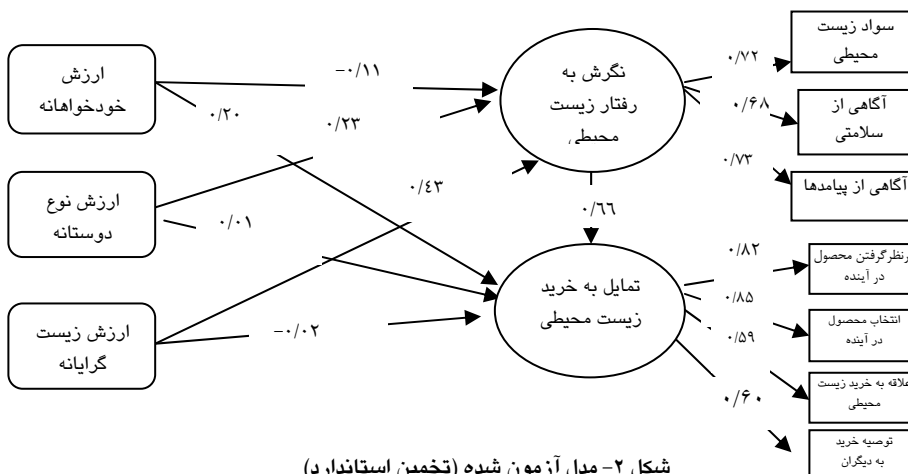 ارزش
خودخواهانه
ارزش نوع
دوستانه
ارزش زیست
گرایانه
-۰/۱۱
۰/۲۰
۰/۲۳
۰/۰۱
۰/۴۳
-۰/۰۲
نگرش به
رفتار زیست
محیطی
۰/۶۶
تمایل به خرید
زیست محیطی
۰/۷۲
۰/۶۸
۰/۷۳
۰/۸۲
۰/۸۵
۰/۵۹
۰/۶۰
سواد زیست
محیطی
آگاهی از
سلامتی
آگاهی از پیامدها
رنظرگرفتن محصول
در آینده
انتخاب محصول
در آینده
علاقه به خرید زیست
محیطی
توصیه خرید
به دیگران
شکل ۲- مدل آزمون شده (تخمین استاندارد)